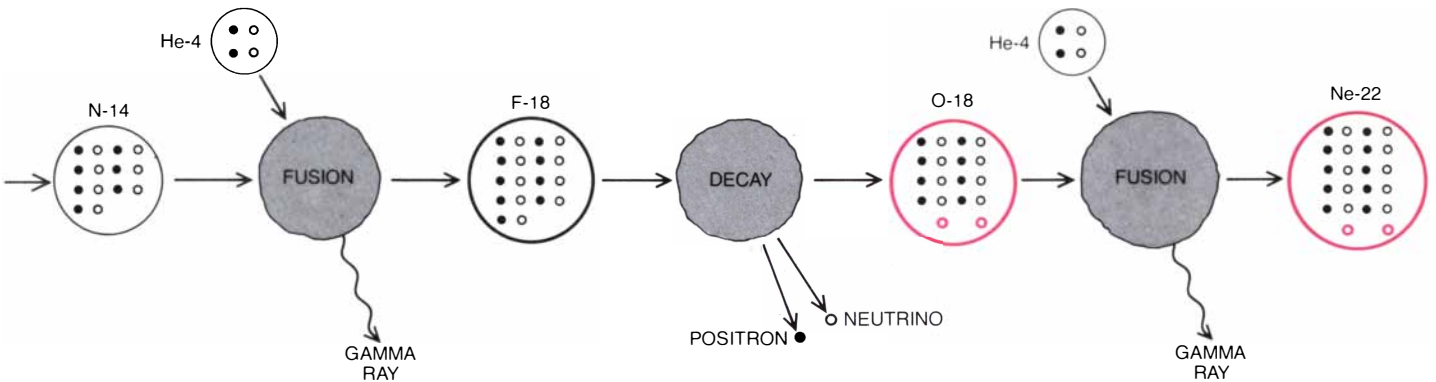 He-4
N-14
FUSION
GAMMA
RAY
F-18
DECAY
POSITRON
NEUTRINO
O-18
He-4
FUSION
GAMMA
RAY
Ne-22